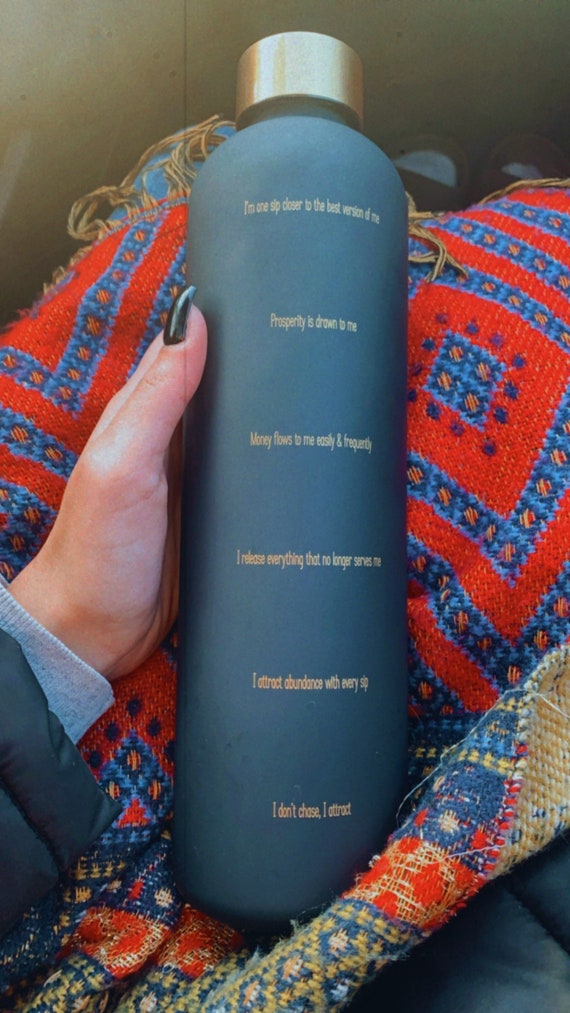 I'm one sip closer to the best version of me
Prosperity is drawn to me
Money flows to me easily & frequently
I release everything that no longer serves me
I attract abundance with every sip
I don't chase, I attract